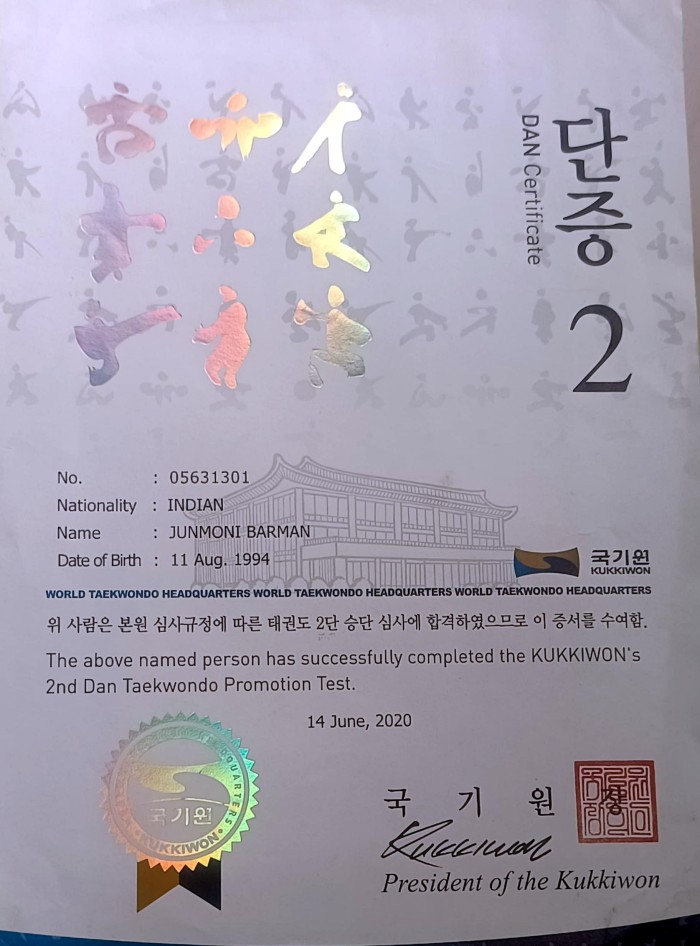 단증
DAN Certificate
2
No. : 05631301
Nationality : INDIAN
Name : JUNMONI BARMAN
Date of Birth : 11 Aug. 1994
국기원
KUKKIWON
WORLD TAEKWONDO HEADQUARTERS WORLD TAEKWONDO HEADQUARTERS WORLD TAEKWONDO HEADQUARTERS
위 사람은 본원 심사규정에 따른 태권도 2단 승단 심사에 합격하였으므로 이 증서를 수여함.
The above named person has successfully completed the KUKKIWON's
2nd Dan Taekwondo Promotion Test.
14 June, 2020
국기원
KUKKIWON
국 기 원 장
Kukkiwon
President of the Kukkiwon